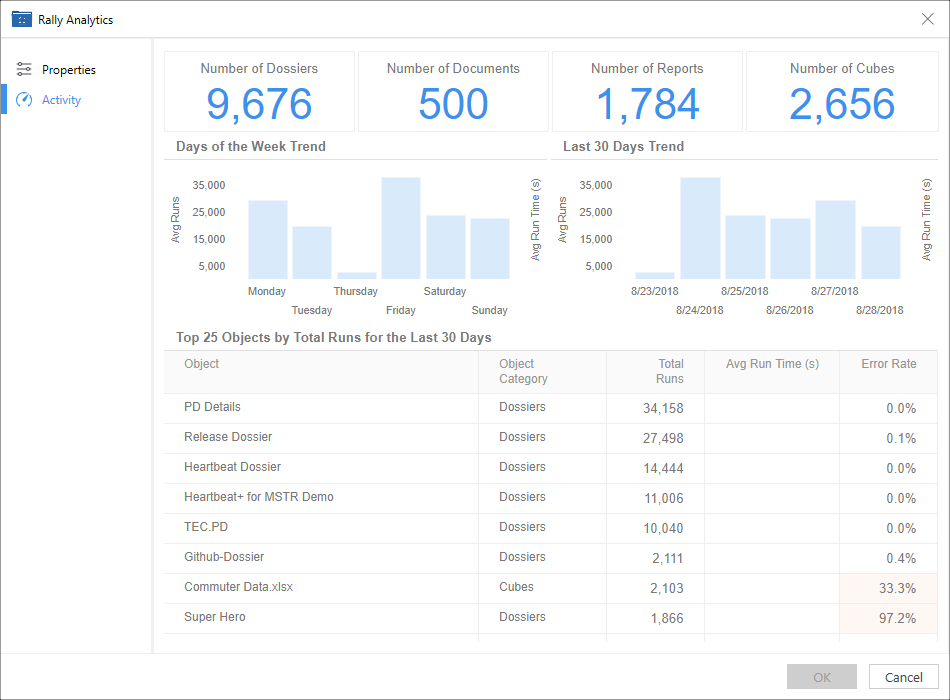 Rally Analytics
Properties
Activity
Number of Dossiers
9,676
Number of Documents
500
Number of Reports
1,784
Number of Cubes
2,656
Days of the Week Trend
Avg Runs
35,000
25,000
15,000
5,000
Avg Run Time (s)
Monday
Tuesday
Thursday
Friday
Saturday
Sunday
Last 30 Days Trend
Avg Runs
35,000
25,000
15,000
5,000
Avg Run Time (s)
8/23/2018
8/24/2018
8/25/2018
8/26/2018
8/27/2018
8/28/2018
Top 25 Objects by Total Runs for the Last 30 Days
Object Object Category Total Runs Avg Run Time (s) Error Rate
PD Details Dossiers 34,158 0.0%
Release Dossier Dossiers 27,498 0.1%
Heartbeat Dossier Dossiers 14,444 0.0%
Heartbeat+ for MSTR Demo Dossiers 11,006 0.0%
TEC.PD Dossiers 10,040 0.0%
Github-Dossier Dossiers 2,111 0.4%
Commuter Data.xlsx Cubes 2,103 33.3%
Super Hero Dossiers 1,866 97.2%
OK
Cancel